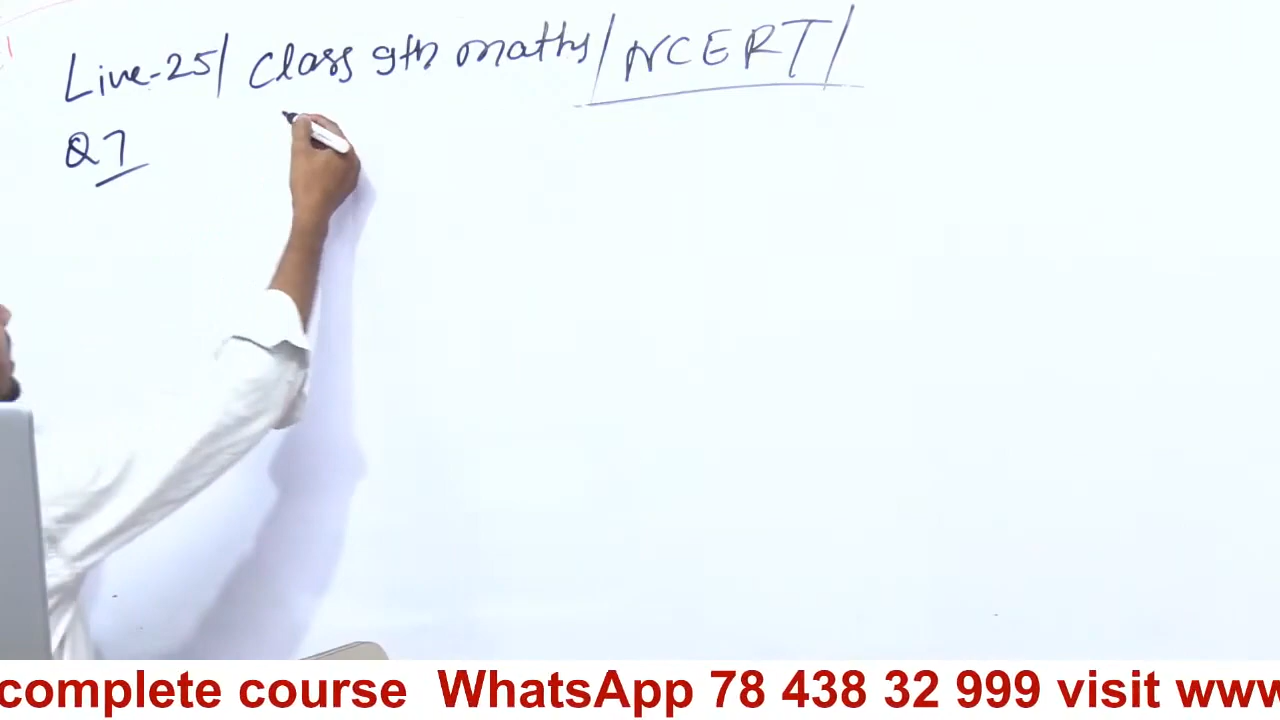 Live-25/ Class 9th maths/NCERT/
Q7
complete course WhatsApp 78 438 32 999 visit www